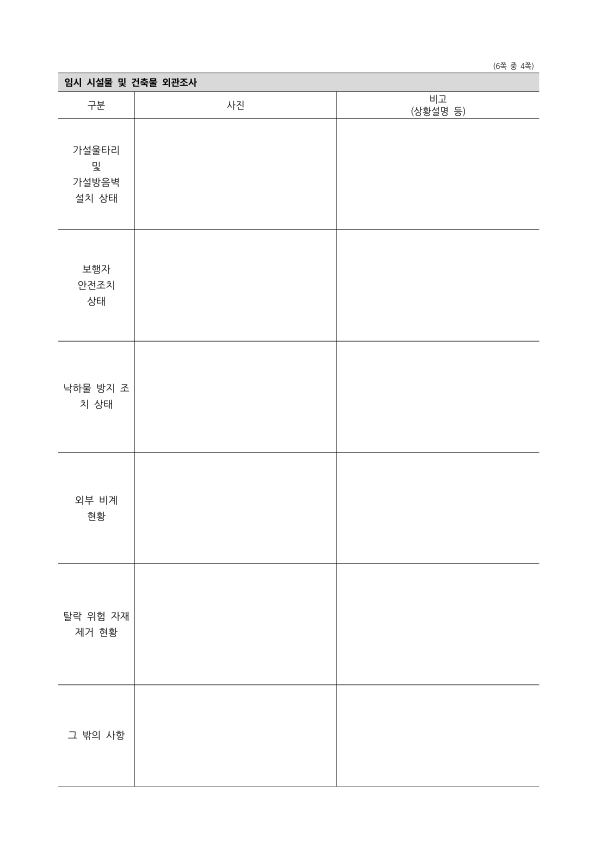 (6쪽 중 4쪽)
임시 시설물 및 건축물 외관조사
구분 사진 비고
(상황설명 등)
가설울타리
및
가설방음벽
설치 상태
보행자
안전조치
상태
낙하물 방지 조
치 상태
외부 비계
현황
탈락 위험 자재
제거 현황
그 밖의 사항